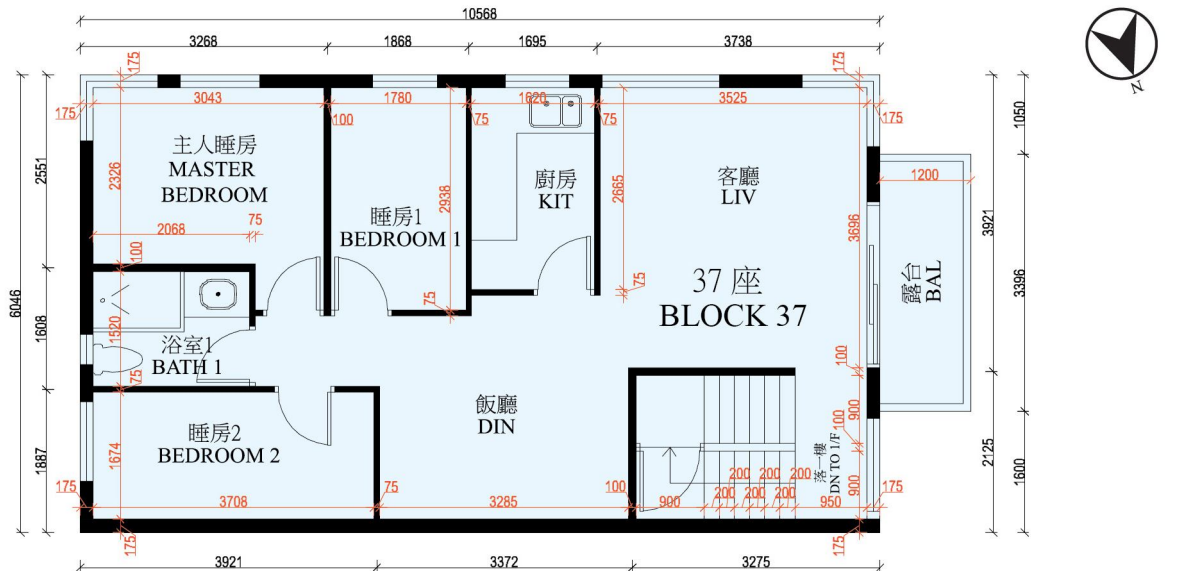 10568
3268
1868
1695
3738
175
175
3043
1780
1620
3525
175
100
75
75
175
主人睡房
MASTER
BEDROOM
睡房1
BEDROOM 1
廚房
KIT
客廳
LIV
露台
BAL
2326
2938
2665
3696
1200
2068
75
100
75
75
37 座
BLOCK 37
浴室1
BATH 1
1520
75
100
飯廳
DIN
睡房2
BEDROOM 2
1674
落一樓
DN TO 1/F
900
100
900
200
200
200
200
200
200
175
3708
75
3285
100
900
950
175
175
175
3921
3372
3275
6046
2551
1608
1887
3921
2125
1050
3396
1600
N